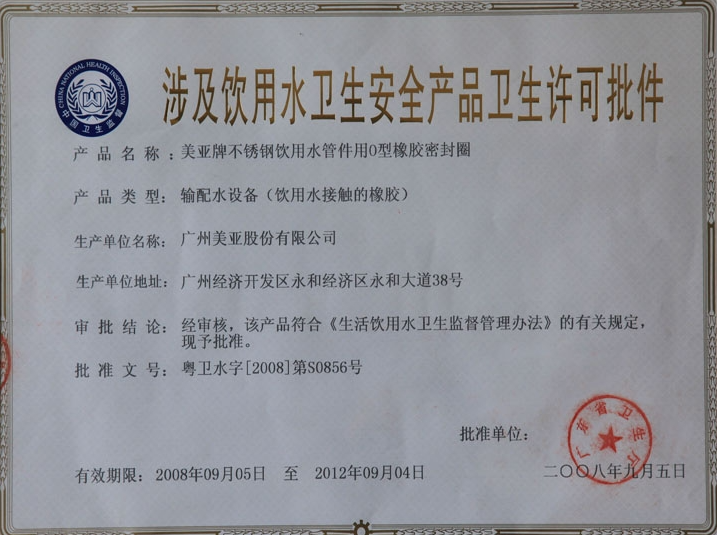 涉及饮用水卫生安全产品卫生许可批件
CHINA NATIONAL HEALTH INSPECTION
中国卫生监督
产品名称：美亚牌不锈钢饮用水管件用O型橡胶密封圈
产品类型：输配水设备（饮用水接触的橡胶）
生产单位名称：广州美亚股份有限公司
生产单位地址：广州经济开发区永和经济区永和大道38号
审批结论：经审核，该产品符合《生活饮用水卫生监督管理办法》的有关规定，
现予批准。
批准文号：粤卫水字[2008]第S0856号
批准单位：
广东省卫生厅
有效期限：2008年09月05日 至 2012年09月04日
二〇〇八年九月五日